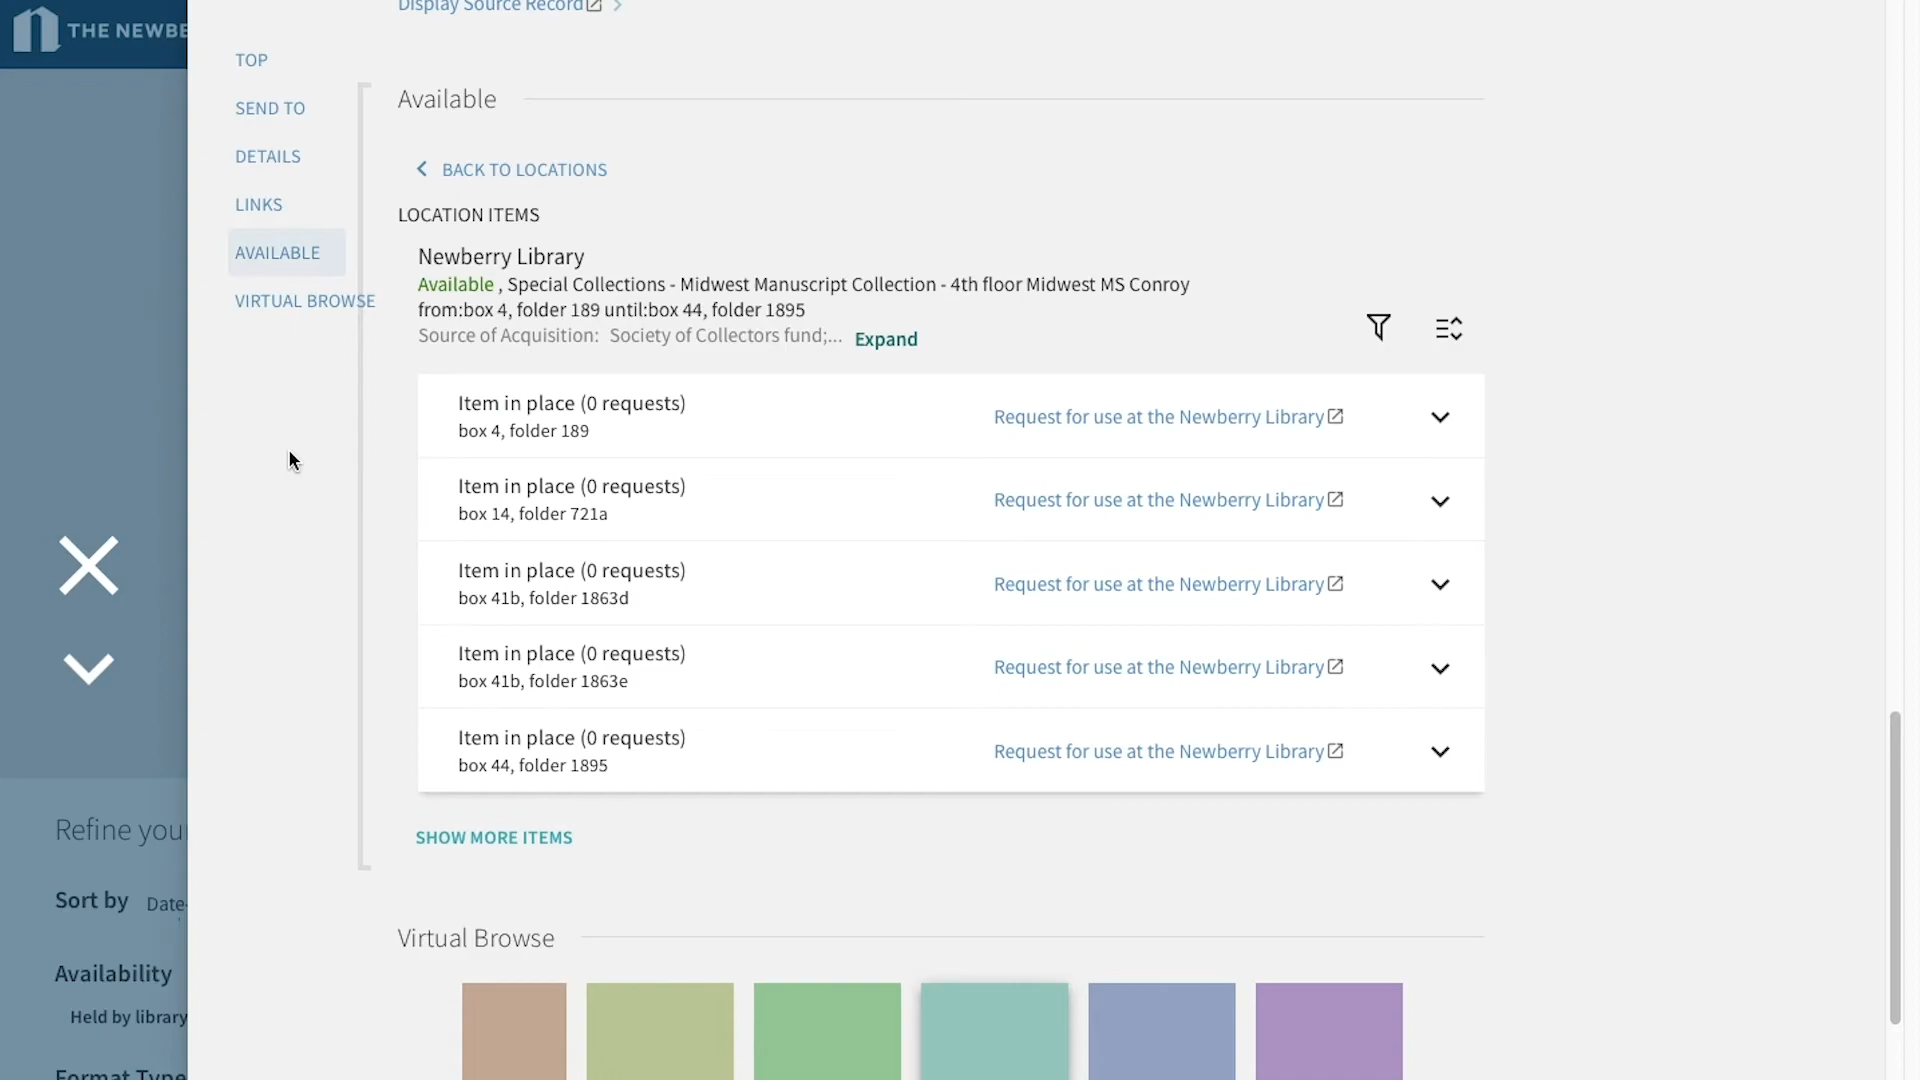 THE NEWBE
Display Source Record
TOP
SEND TO
DETAILS
LINKS
AVAILABLE
VIRTUAL BROWSE
Available
BACK TO LOCATIONS
LOCATION ITEMS
Newberry Library
Available , Special Collections - Midwest Manuscript Collection - 4th floor Midwest MS Conroy
from:box 4, folder 189 until:box 44, folder 1895
Source of Acquisition: Society of Collectors fund;... Expand
Item in place (0 requests)
box 4, folder 189
Request for use at the Newberry Library
Item in place (0 requests)
box 14, folder 721a
Request for use at the Newberry Library
Item in place (0 requests)
box 41b, folder 1863d
Request for use at the Newberry Library
Item in place (0 requests)
box 41b, folder 1863e
Request for use at the Newberry Library
Item in place (0 requests)
box 44, folder 1895
Request for use at the Newberry Library
SHOW MORE ITEMS
Virtual Browse
Refine your
Sort by Date-
Availability
Held by library
Format Type